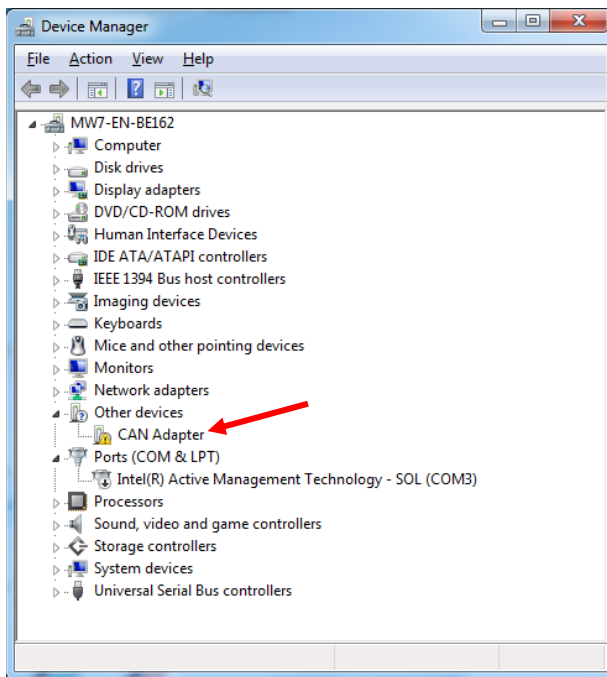 Device Manager
File Action View Help
MW7-EN-BE162
Computer
Disk drives
Display adapters
DVD/CD-ROM drives
Human Interface Devices
IDE ATA/ATAPI controllers
IEEE 1394 Bus host controllers
Imaging devices
Keyboards
Mice and other pointing devices
Monitors
Network adapters
Other devices
CAN Adapter
Ports (COM & LPT)
Intel(R) Active Management Technology - SOL (COM3)
Processors
Sound, video and game controllers
Storage controllers
System devices
Universal Serial Bus controllers